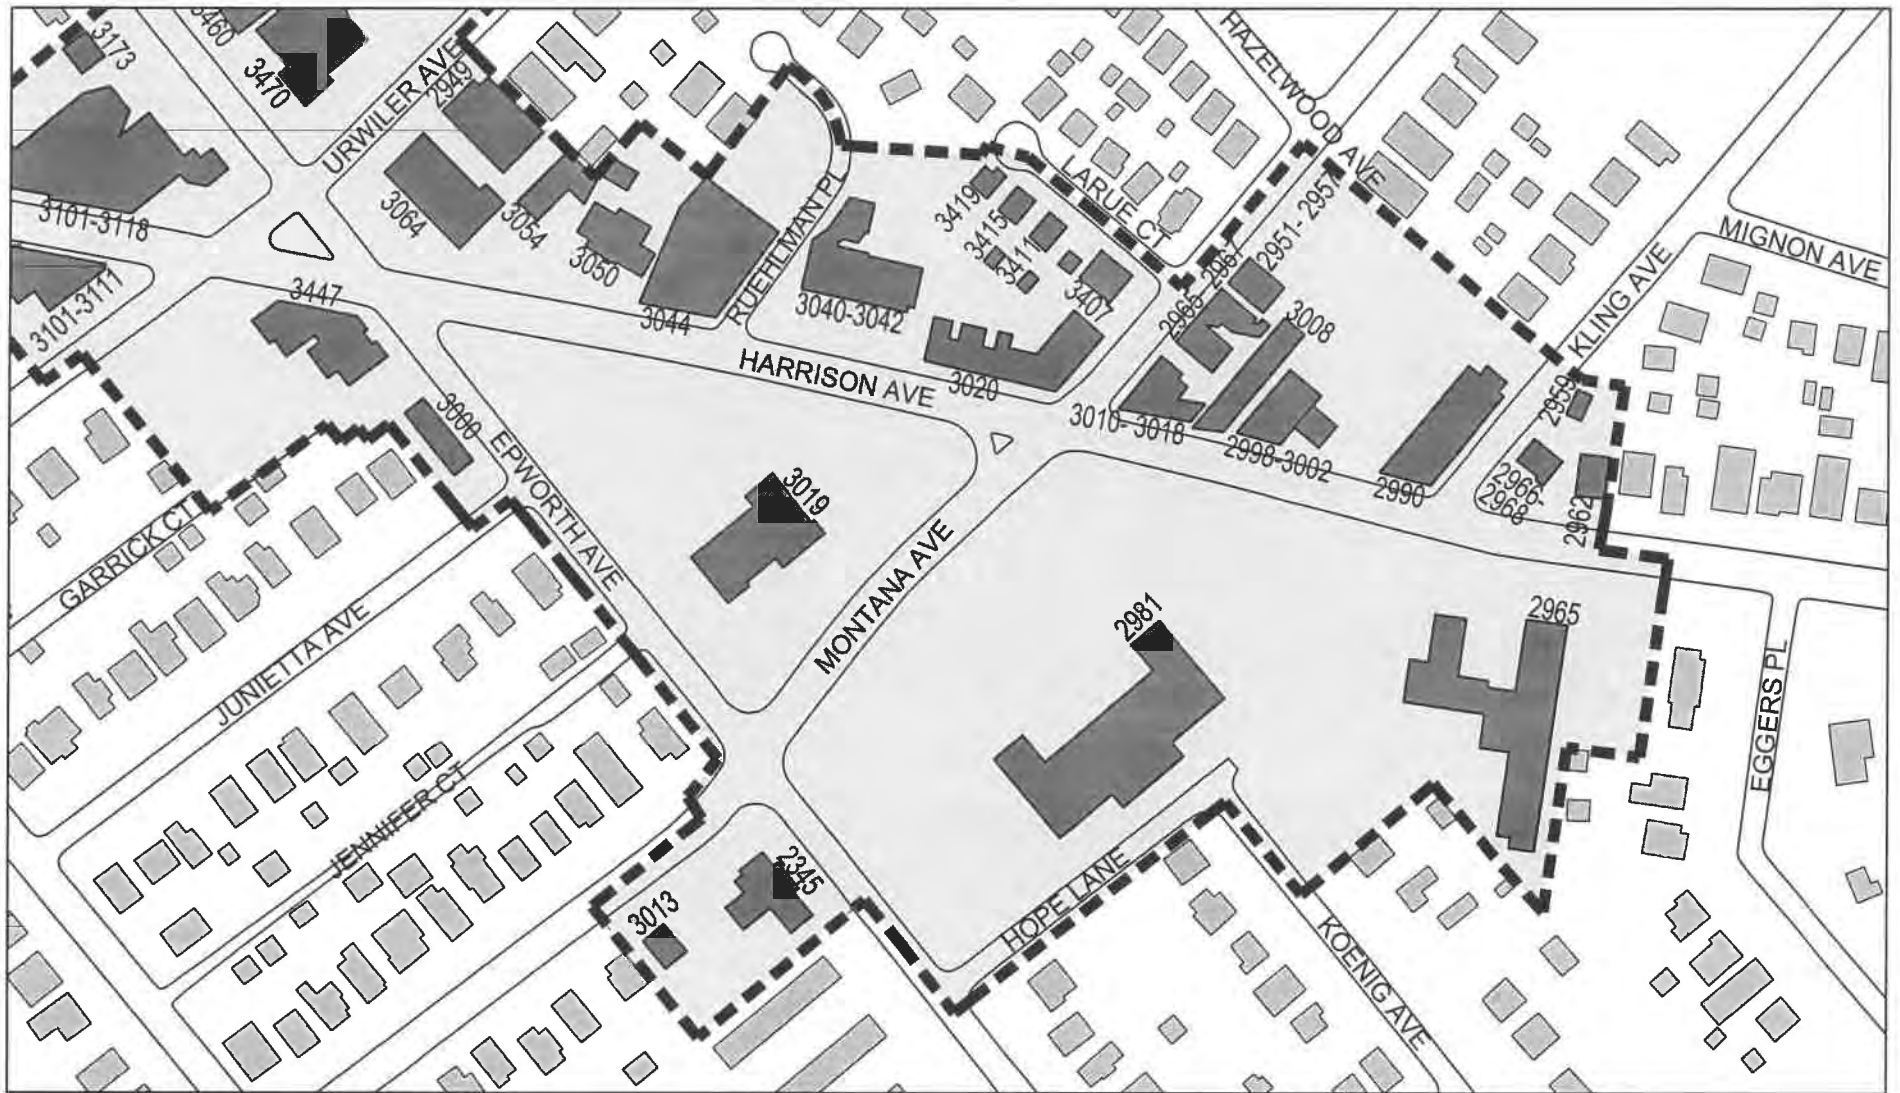 3460
3173
3470
URWILER AVE
2949
HAZELWOOD AVE
3101-3118
3064
3054
3050
3044
RUEHLMAN PL
3040-3042
3419
3415
3411
3407
LARUE CT
2951- 2957
2967
2965
3008
KLING AVE
MIGNON AVE
3101-3111
3447
3000
HARRISON AVE
3020
3010- 3018
2998-3002
2990
2959
2966-
2968
2962
EPWORTH AVE
3019
GARRICK CT
JUNIETTA AVE
MONTANA AVE
2981
2965
EGGERS PL
JENNIFER CT
2345
3013
HOPE LANE
KOENIG AVE